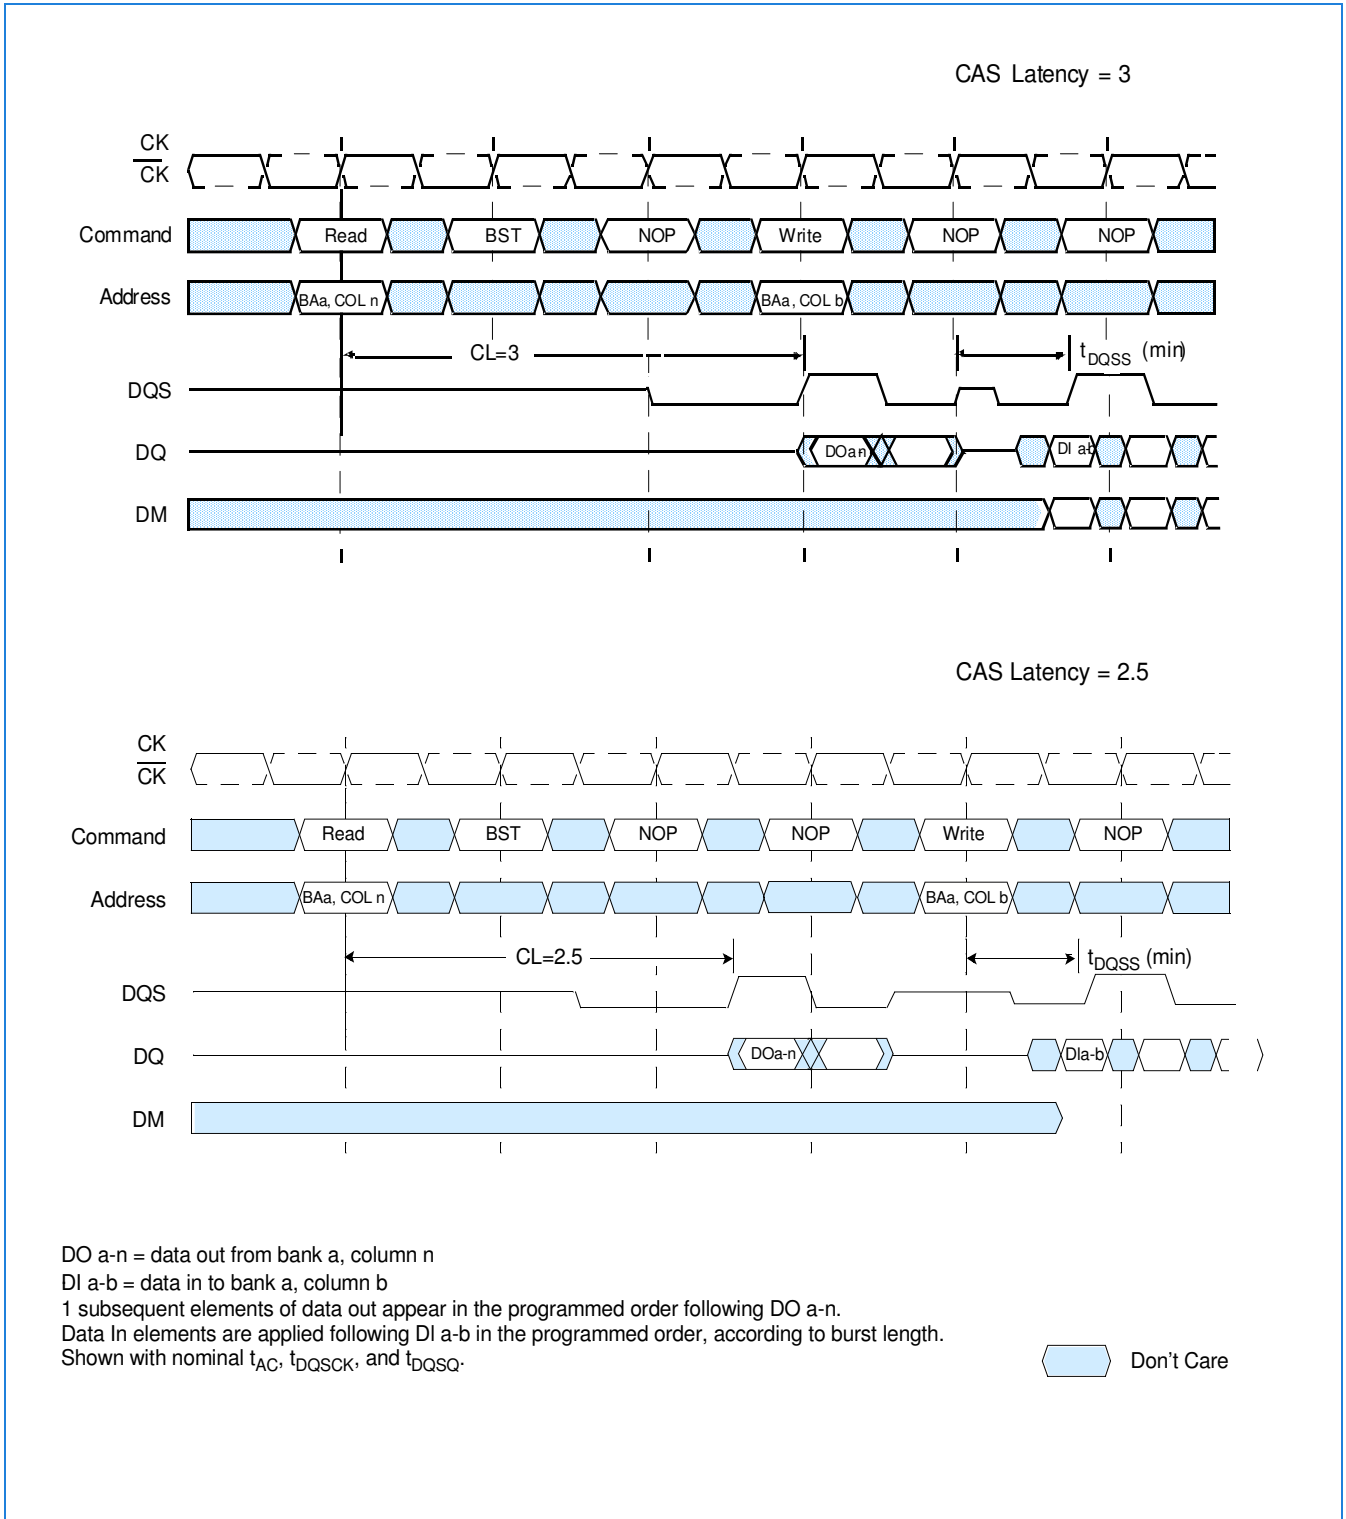 CAS Latency = 3
CK
CK
Command Read BST NOP Write NOP NOP
Address BAa, COL n BAa, COL b
CL=3 tDQSS (min)
DQS
DQ DOa-n DI a-b
DM
CAS Latency = 2.5
CK
CK
Command Read BST NOP NOP Write NOP
Address BAa, COL n BAa, COL b
CL=2.5 tDQSS (min)
DQS
DQ DOa-n DIa-b
DM
DO a-n = data out from bank a, column n
DI a-b = data in to bank a, column b
1 subsequent elements of data out appear in the programmed order following DO a-n.
Data In elements are applied following DI a-b in the programmed order, according to burst length.
Shown with nominal tAC, tDQSCK, and tDQSQ.
Don't Care